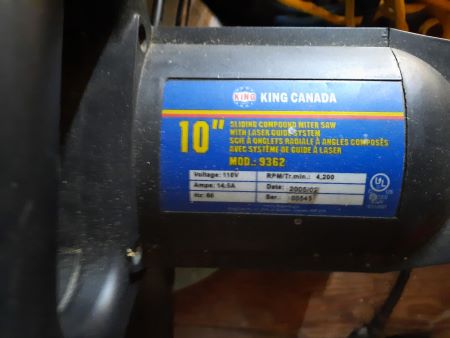 KING KING CANADA
10" SLIDING COMPOUND MITER SAW
WITH LASER GUIDE SYSTEM
SCIE À ONGLETS RADIALE À ANGLES COMPOSÉS
AVEC SYSTÈME DE GUIDE À LASER
MOD.: 9362
Voltage: 110V RPM/Tr.min.: 4,200
Amps: 14.5A Date: 2005/02
Hz: 60 Ser.: 00545
UL